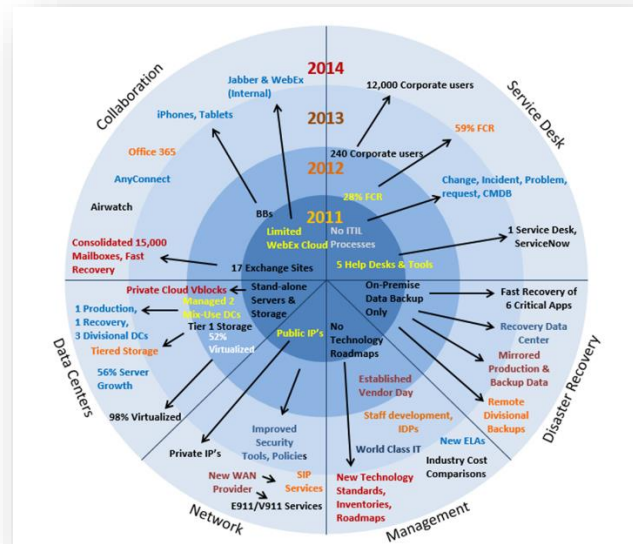 Collaboration
Service Desk
Disaster Recovery
Management
Network
Data Centers
2014
2013
2012
2011
Jabber & WebEx
(Internal)
iPhones, Tablets
Office 365
AnyConnect
Airwatch
BBs
Limited
WebEx Cloud
Consolidated 15,000
Mailboxes, Fast
Recovery
17 Exchange Sites
12,000 Corporate users
240 Corporate users
59% FCR
28% FCR
Change, Incident, Problem,
request, CMDB
No ITIL
Processes
1 Service Desk,
ServiceNow
5 Help Desks & Tools
Private Cloud Vblocks
Stand-alone
Servers &
Storage
Managed 2
Mix-Use DCs
1 Production,
1 Recovery,
3 Divisional DCs
Tier 1 Storage
52%
Virtualized
Tiered Storage
56% Server
Growth
98% Virtualized
On-Premise
Data Backup
Only
Fast Recovery of
6 Critical Apps
Recovery Data
Center
Mirrored
Production &
Backup Data
Remote
Divisional
Backups
Public IP's
No
Technology
Roadmaps
Private IP's
Improved
Security
Tools, Policies
New WAN
Provider
SIP
Services
E911/V911 Services
Established
Vendor Day
Staff development,
IDPs
World Class IT
New ELAs
Industry Cost
Comparisons
New Technology
Standards,
Inventories,
Roadmaps